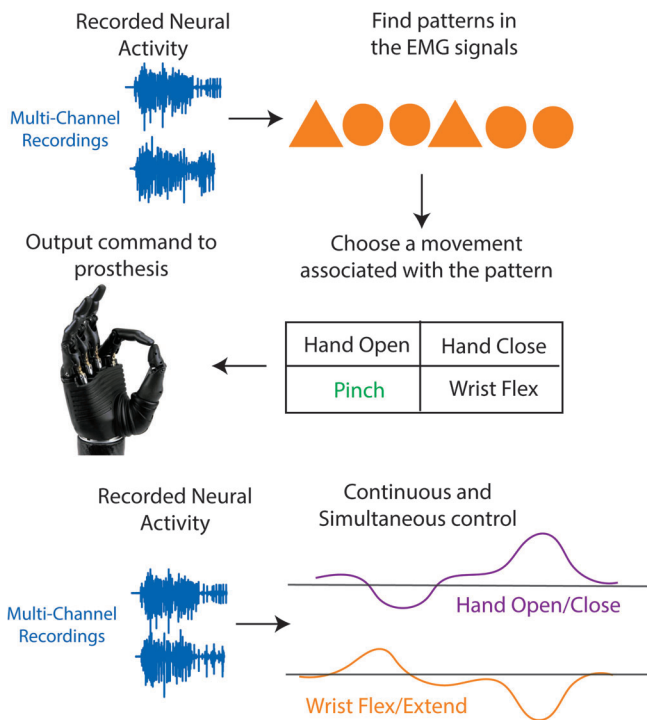 Recorded Neural
Activity
Multi-Channel
Recordings
Find patterns in
the EMG signals
Choose a movement
associated with the pattern
Hand Open
Hand Close
Pinch
Wrist Flex
Output command to
prosthesis
Recorded Neural
Activity
Multi-Channel
Recordings
Continuous and
Simultaneous control
Hand Open/Close
Wrist Flex/Extend